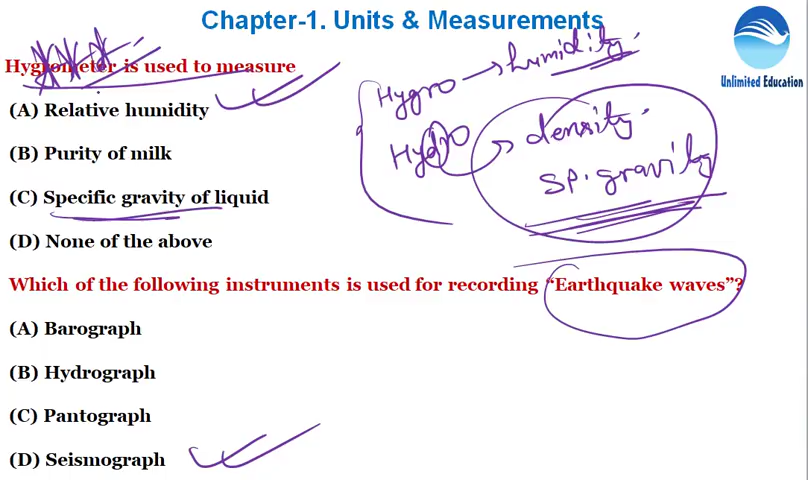 Chapter-1. Units & Measurements
Unlimited Education
Hygrometer is used to measure
(A) Relative humidity
(B) Purity of milk
(C) Specific gravity of liquid
(D) None of the above
Hygro → humidity.
Hydro → density.
sp. gravity
Which of the following instruments is used for recording “Earthquake waves”?
(A) Barograph
(B) Hydrograph
(C) Pantograph
(D) Seismograph